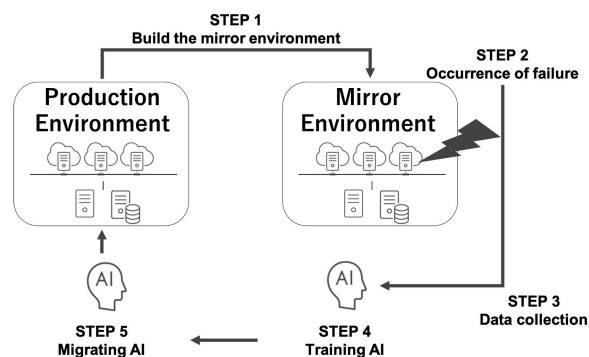 STEP 1
Build the mirror environment
STEP 2
Occurrence of failure
Production
Environment
Mirror
Environment
AI
AI
STEP 3
Data collection
STEP 5
Migrating AI
STEP 4
Training AI